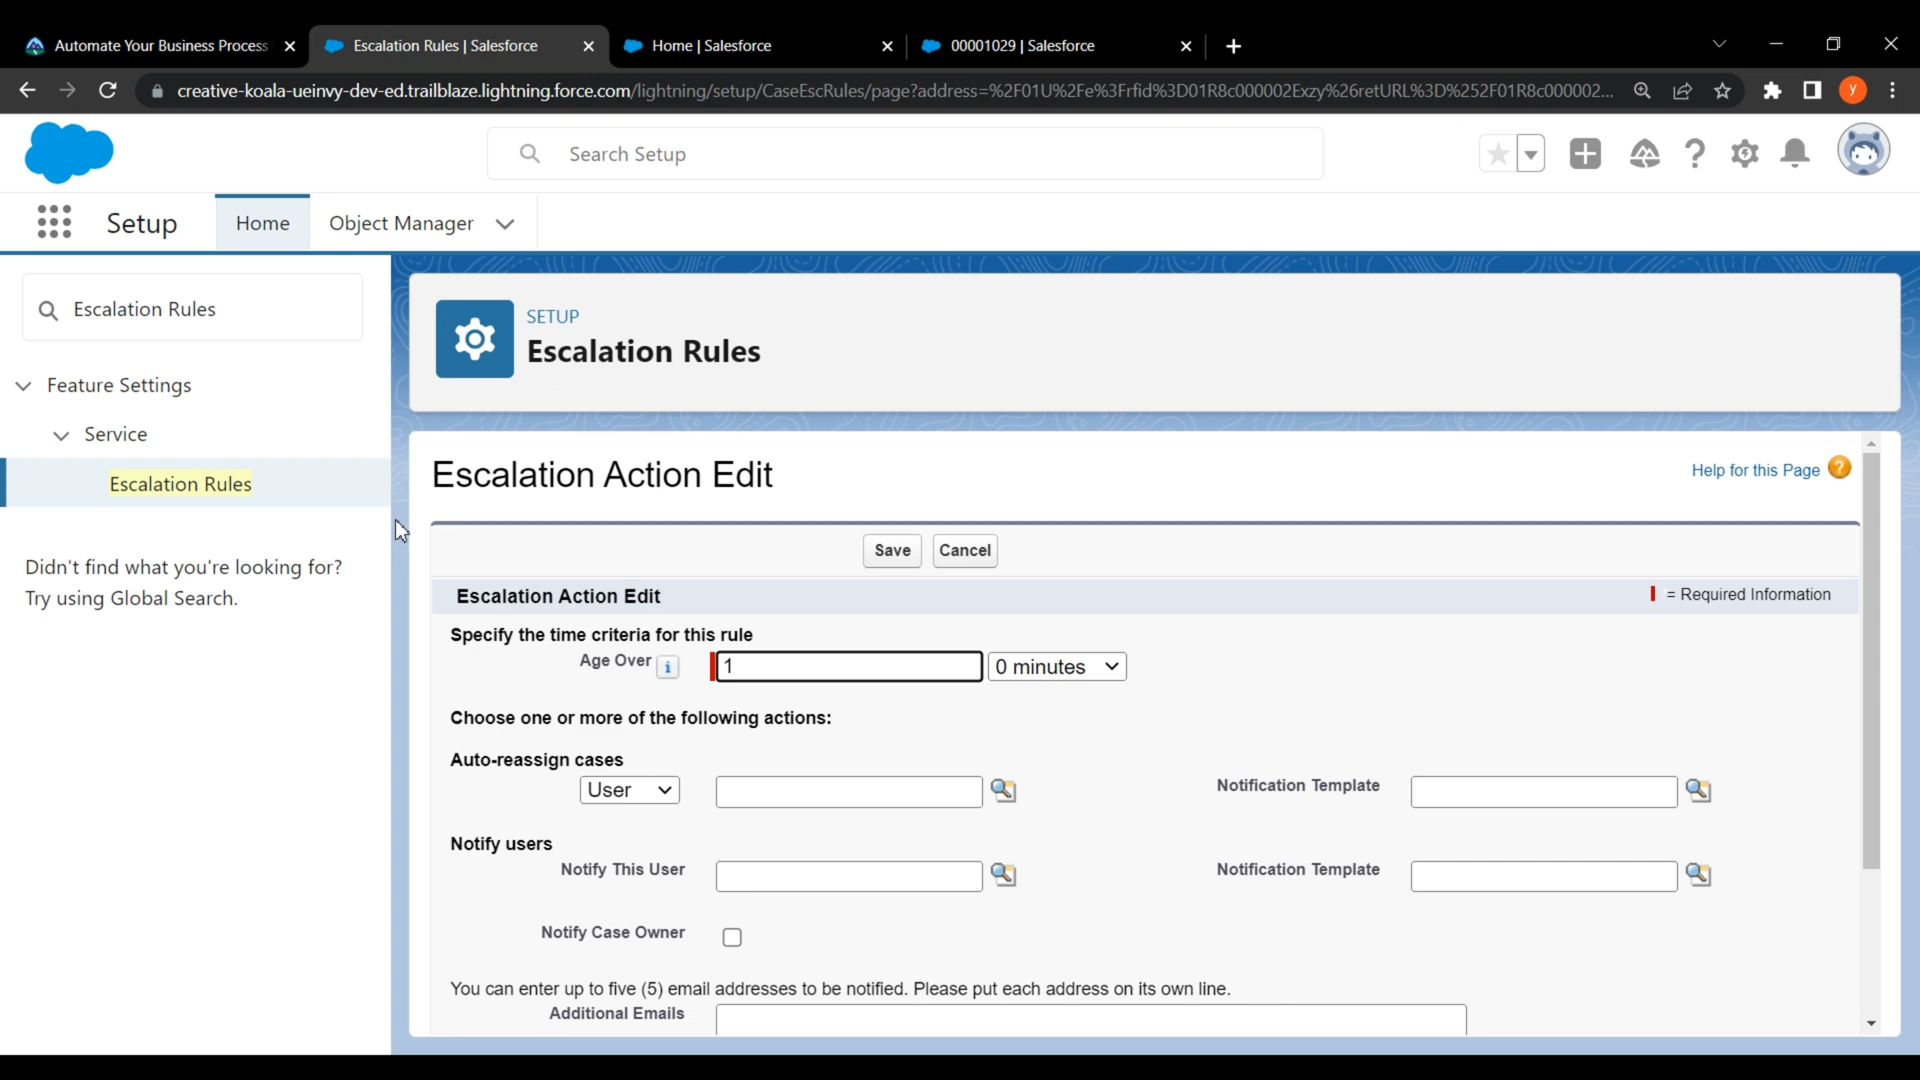 Automate Your Business Process
Escalation Rules | Salesforce
Home | Salesforce
00001029 | Salesforce
creative-koala-ueinvy-dev-ed.trailblaze.lightning.force.com/lightning/setup/CaseEscRules/page?address=%2F01U%2Fe%3Frfid%3D01R8c000002Exzy%26retURL%3D%252F01R8c000002...
y
Search Setup
Setup
Home
Object Manager
Escalation Rules
Feature Settings
Service
Escalation Rules
Didn't find what you're looking for?
Try using Global Search.
SETUP
Escalation Rules
Escalation Action Edit
Help for this Page
Save
Cancel
Escalation Action Edit
= Required Information
Specify the time criteria for this rule
Age Over
1
0 minutes
Choose one or more of the following actions:
Auto-reassign cases
User
Notification Template
Notify users
Notify This User
Notification Template
Notify Case Owner
You can enter up to five (5) email addresses to be notified. Please put each address on its own line.
Additional Emails